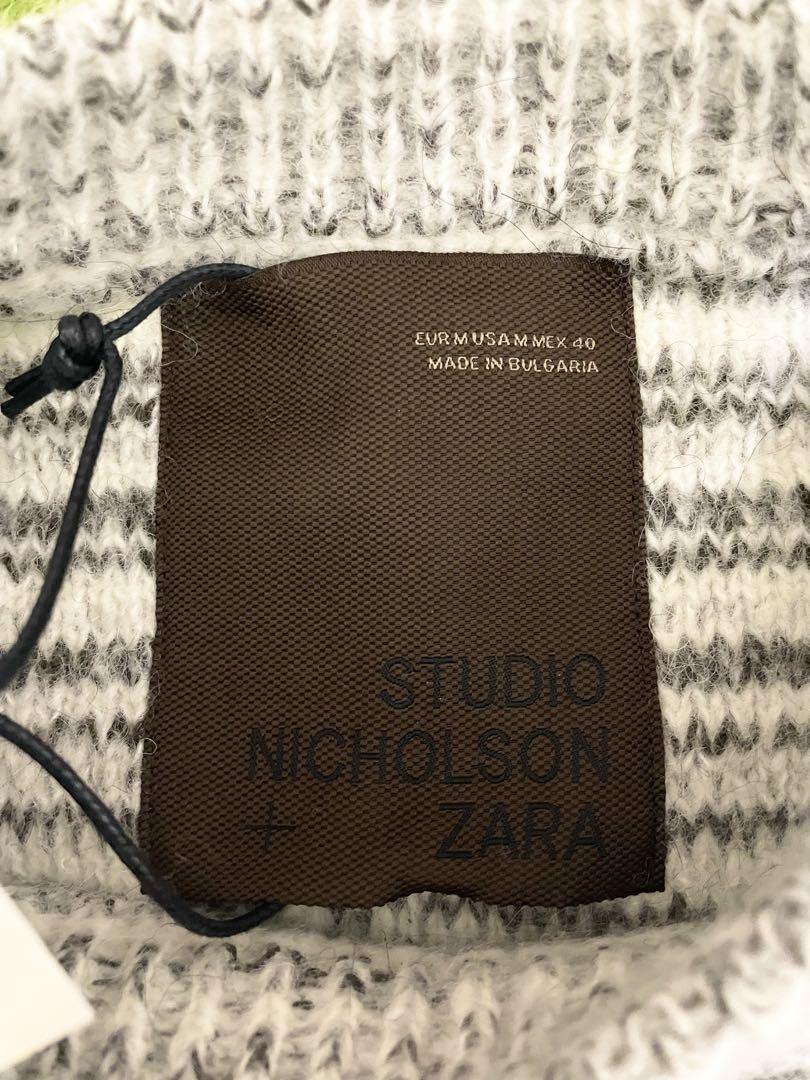 EUR M USA M MEX 40
MADE IN BULGARIA
STUDIO
NICHOLSON
+ ZARA